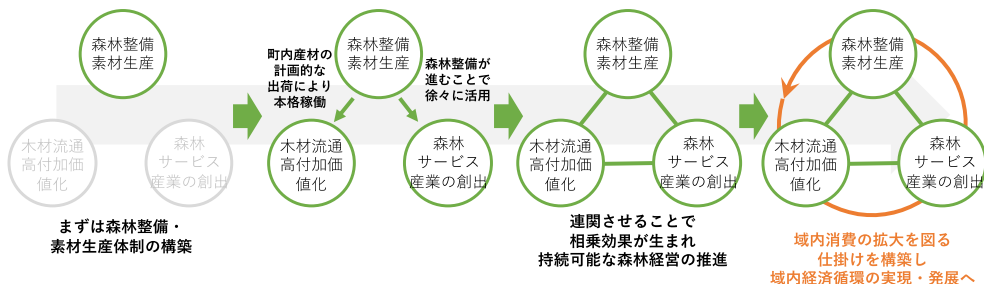 森林整備
素材生産
木材流通
高付加価
値化
森林
サービス
産業の創出
まずは森林整備・
素材生産体制の構築
町内産材の
計画的な
出荷により
本格稼働
森林整備
素材生産
森林整備が
進むことで
徐々に活用
木材流通
高付加価
値化
森林
サービス
産業の創出
森林整備
素材生産
木材流通
高付加価
値化
森林
サービス
産業の創出
連関させることで
相乗効果が生まれ
持続可能な森林経営の推進
森林整備
素材生産
木材流通
高付加価
値化
森林
サービス
産業の創出
域内消費の拡大を図る
仕掛けを構築し
域内経済循環の実現・発展へ